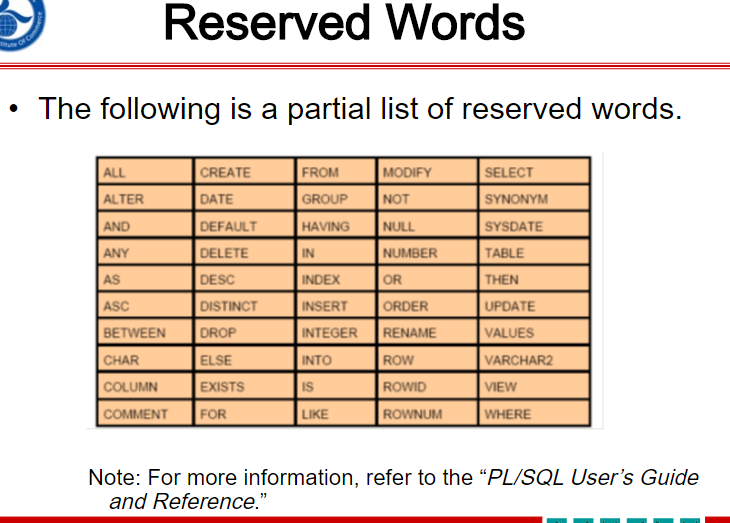 Reserved Words
• The following is a partial list of reserved words.
ALL CREATE FROM MODIFY SELECT
ALTER DATE GROUP NOT SYNONYM
AND DEFAULT HAVING NULL SYSDATE
ANY DELETE IN NUMBER TABLE
AS DESC INDEX OR THEN
ASC DISTINCT INSERT ORDER UPDATE
BETWEEN DROP INTEGER RENAME VALUES
CHAR ELSE INTO ROW VARCHAR2
COLUMN EXISTS IS ROWID VIEW
COMMENT FOR LIKE ROWNUM WHERE
Note: For more information, refer to the “PL/SQL User’s Guide
and Reference.”